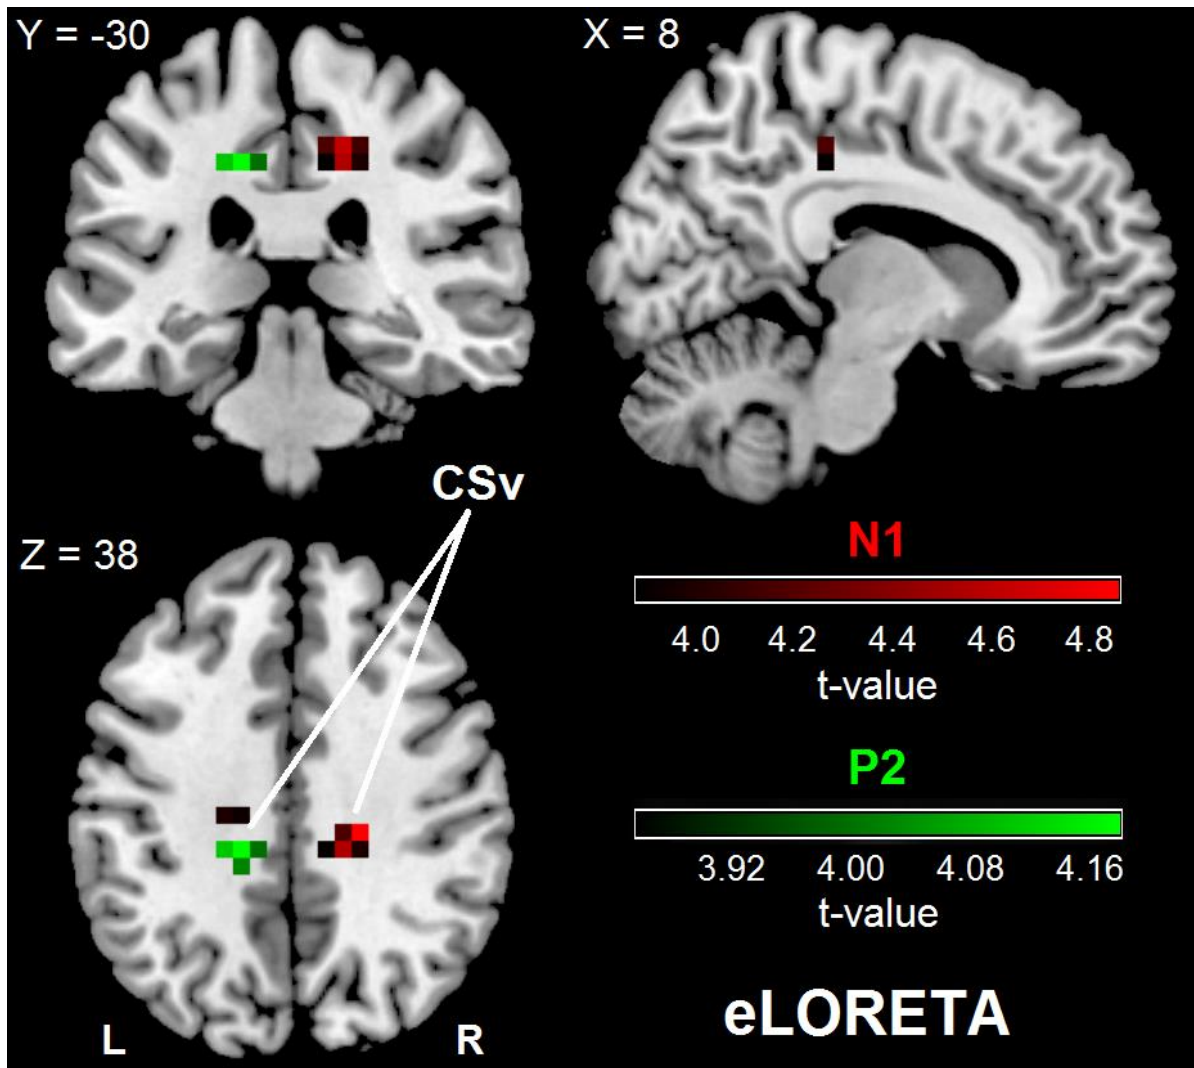 Y = -30
X = 8
CSv
Z = 38
N1
4.0 4.2 4.4 4.6 4.8
t-value
P2
3.92 4.00 4.08 4.16
t-value
eLORETA
L R